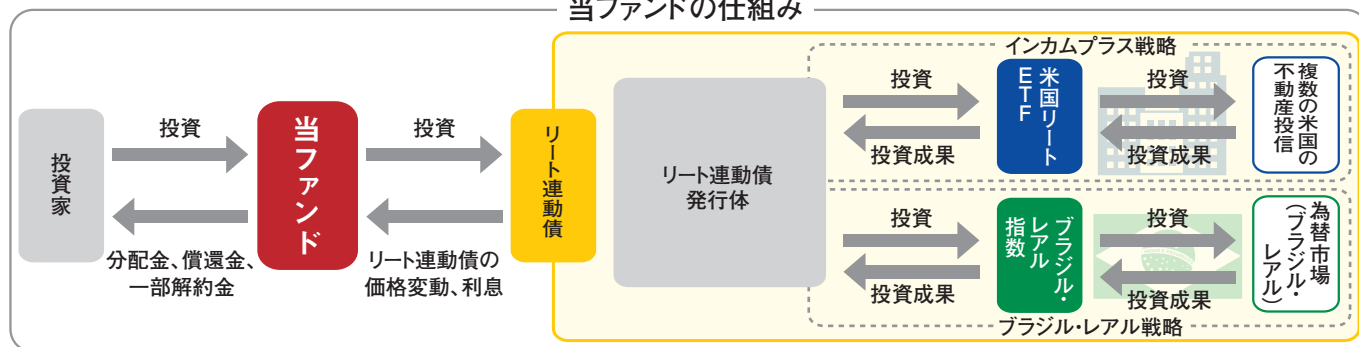 当ファンドの仕組み
投資家
投資
分配金、償還金、
一部解約金
当ファンド
投資
リート連動債の
価格変動、利息
リート連動債
リート連動債
発行体
インカムプラス戦略
投資
投資成果
米国リート
ETF
投資
投資成果
複数の米国の
不動産投信
投資
投資成果
ブラジル・
レアル
指数
投資
投資成果
為替市場
(ブラジル・
レアル)
ブラジル・レアル戦略